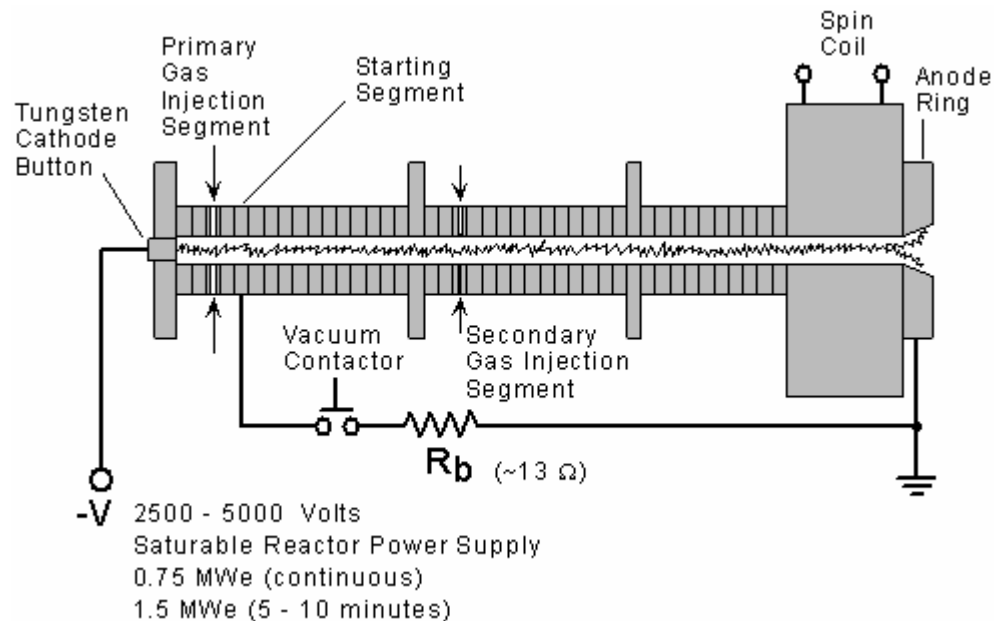 Spin
Coil
Primary
Gas
Injection
Segment
Starting
Segment
Anode
Ring
Tungsten
Cathode
Button
Vacuum
Contactor
Secondary
Gas Injection
Segment
Rb (~13 Ω)
-V
2500 - 5000 Volts
Saturable Reactor Power Supply
0.75 MWe (continuous)
1.5 MWe (5 - 10 minutes)